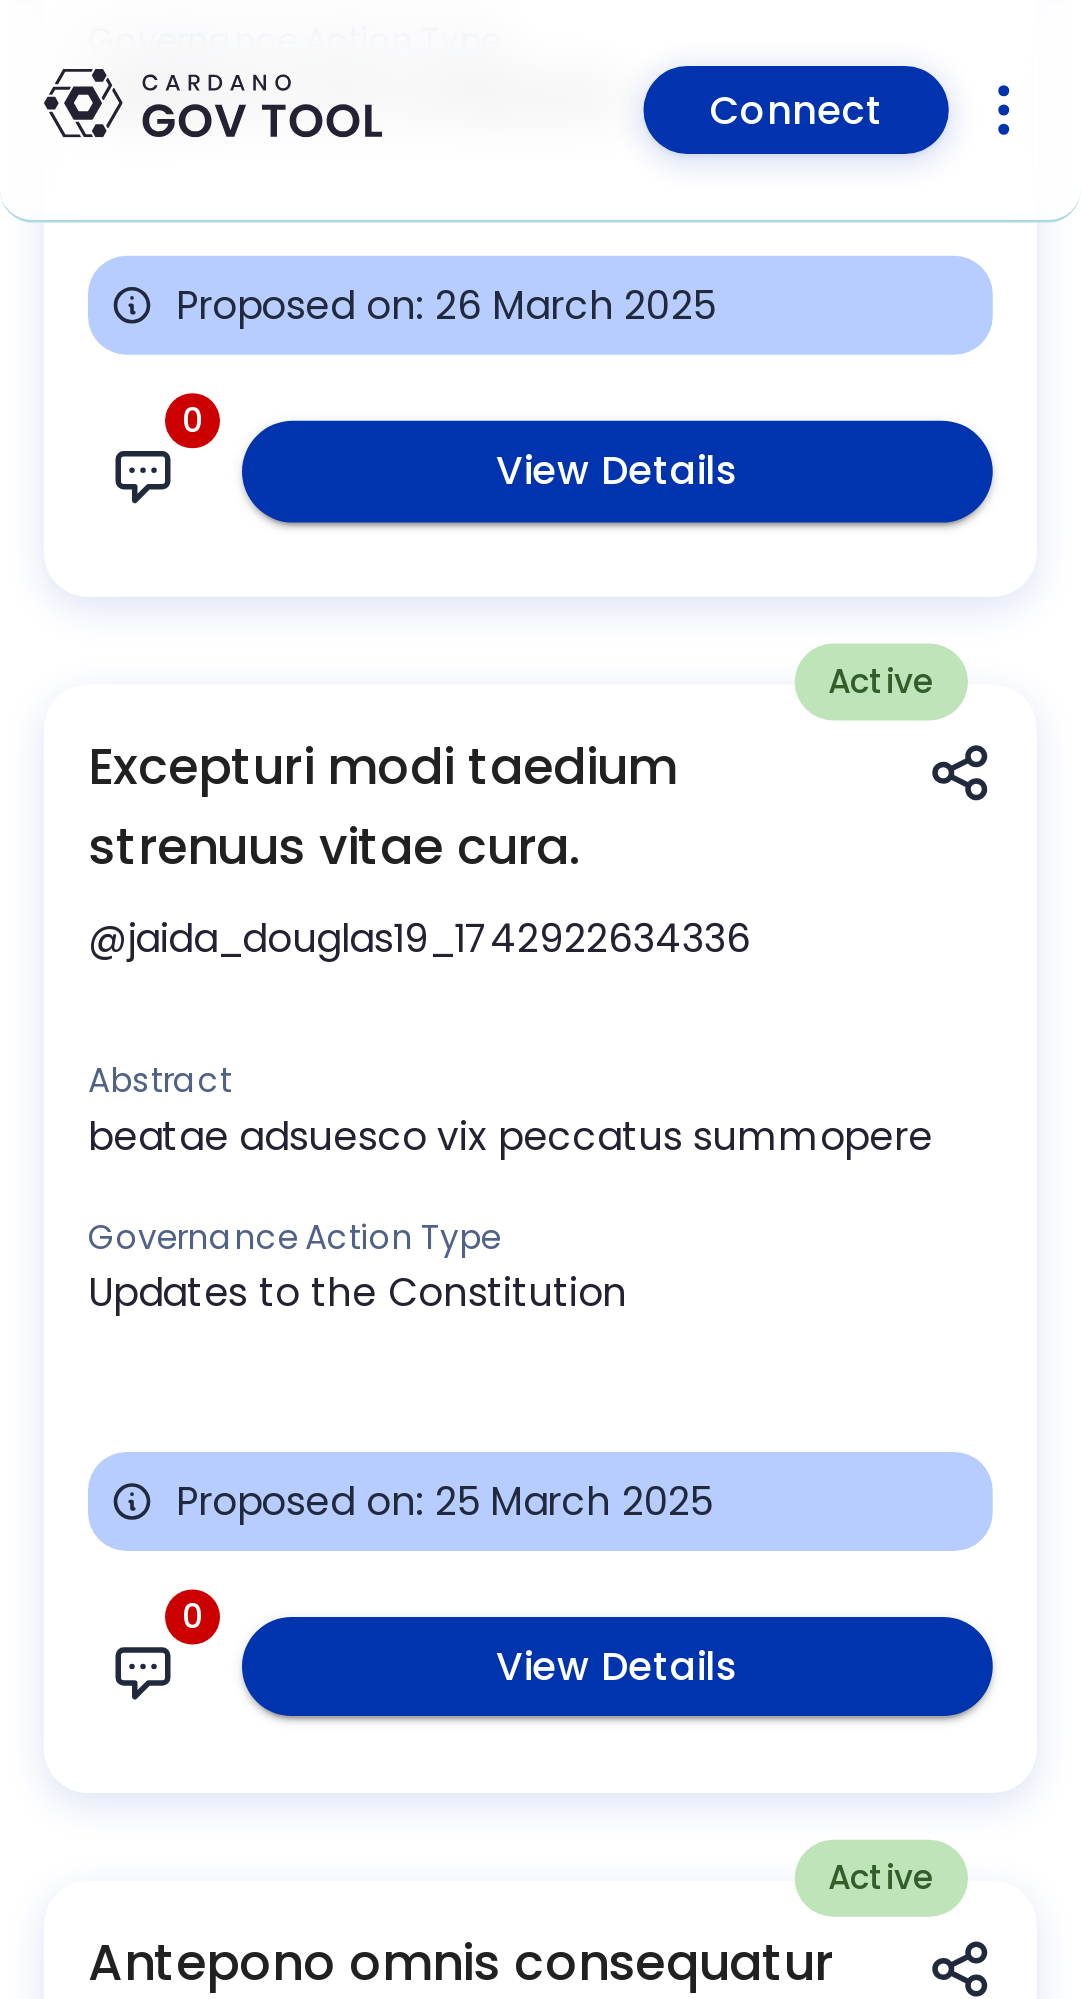 Governance Action Type
CARDANO
GOV TOOL
Connect
Proposed on: 26 March 2025
0
View Details
Active
Excepturi modi taedium
strenuus vitae cura.
@jaida_douglas19_1742922634336
Abstract
beatae adsuesco vix peccatus summopere
Governance Action Type
Updates to the Constitution
Proposed on: 25 March 2025
0
View Details
Active
Antepono omnis consequatur